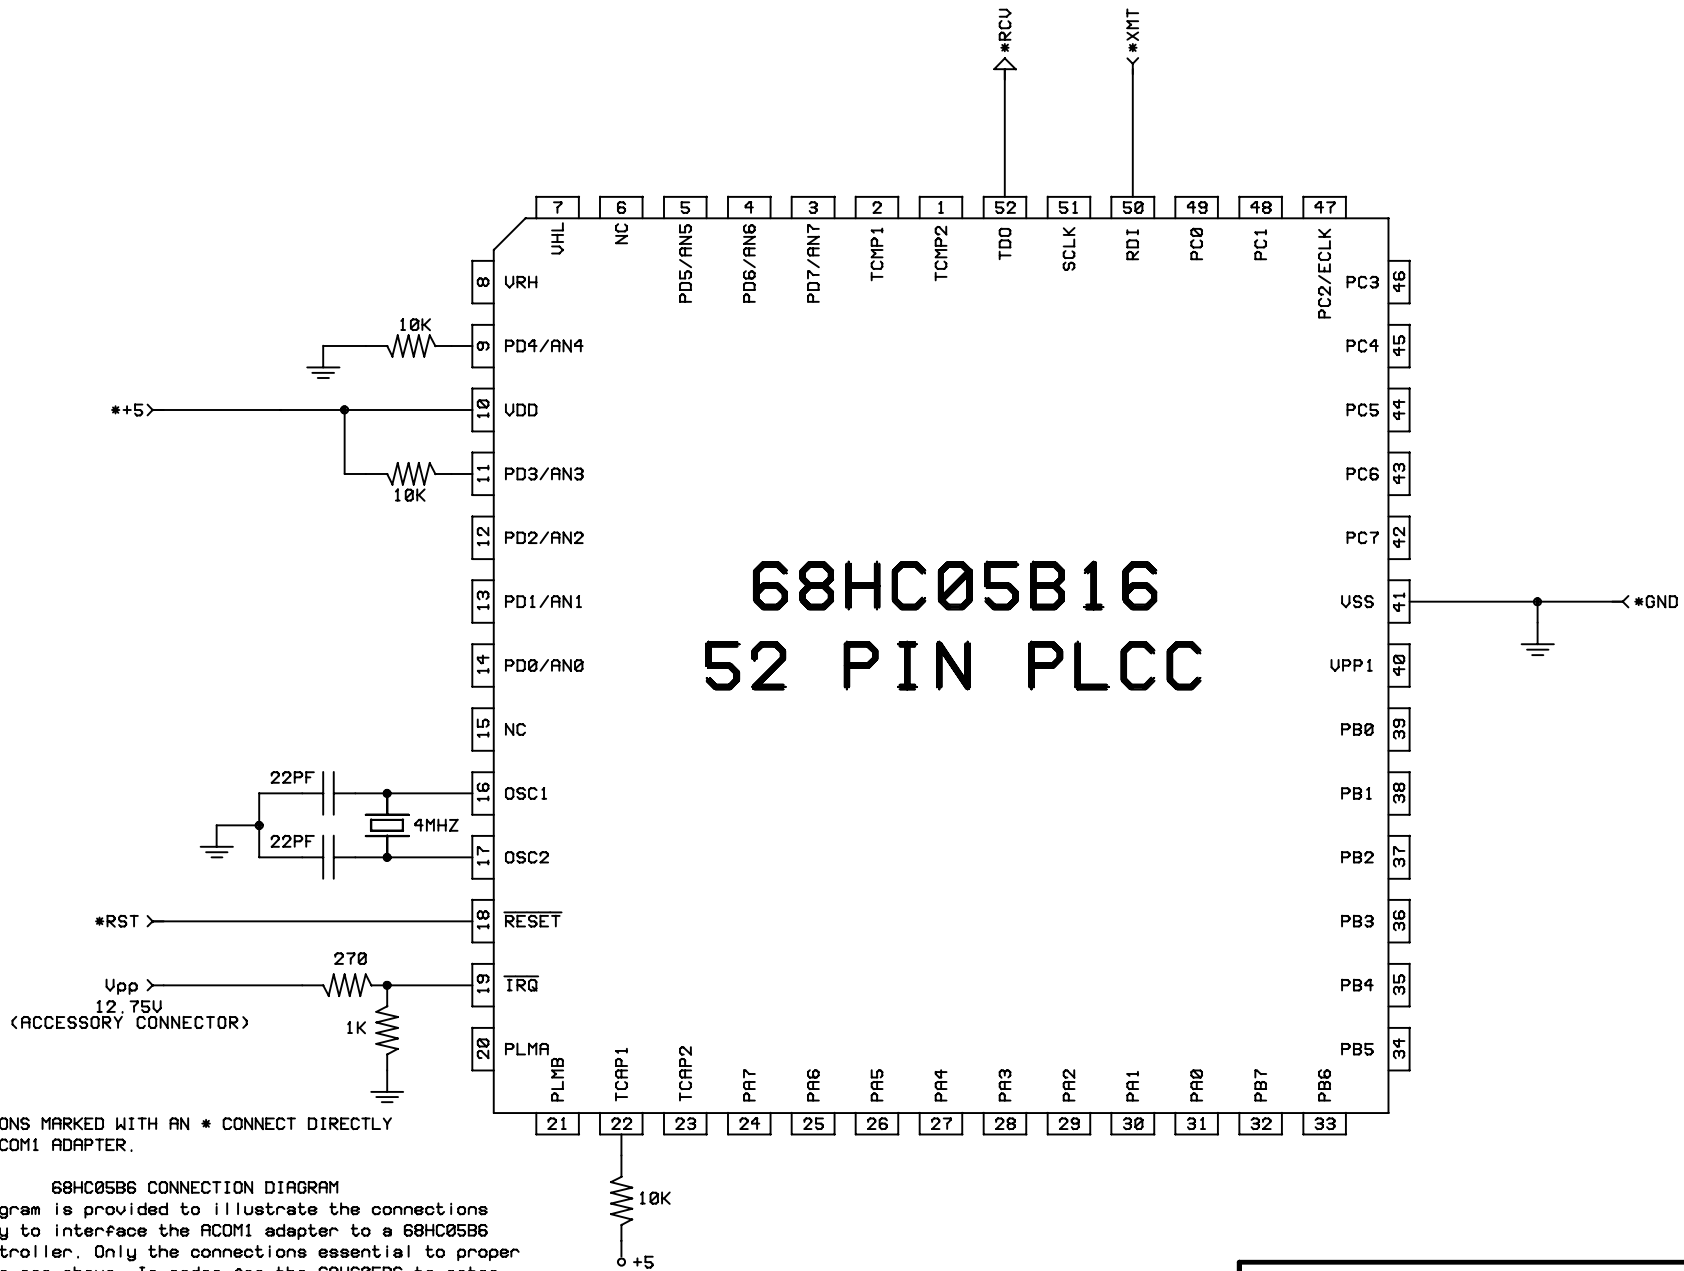 *RCV
*XMT
7
6
5
4
3
2
1
52
51
50
49
48
47
VHL
NC
PD5/AN5
PD6/AN6
PD7/AN7
TCMP1
TCMP2
TDO
SCLK
RDI
PC0
PC1
PC2/ECLK
8 VRH
PC3 46
10K
9 PD4/AN4
PC4 45
*+5
10 VDD
PC5 44
11 PD3/AN3
10K
PC6 43
12 PD2/AN2
PC7 42
68HC05B16
52 PIN PLCC
13 PD1/AN1
VSS 41
*GND
14 PD0/AN0
VPP1 40
15 NC
PB0 39
22PF
16 OSC1
PB1 38
4MHZ
22PF
17 OSC2
PB2 37
*RST
18 RESET
PB3 36
270
Vpp
12.75V
(ACCESSORY CONNECTOR)
19 IRQ
PB4 35
1K
20 PLMA
PB5 34
PLMB
TCAP1
TCAP2
PA7
PA6
PA5
PA4
PA3
PA2
PA1
PA0
PB7
PB6
21
22
23
24
25
26
27
28
29
30
31
32
33
10K
+5
ONS MARKED WITH AN * CONNECT DIRECTLY
COM1 ADAPTER.
68HC05B6 CONNECTION DIAGRAM
gram is provided to illustrate the connections
y to interface the ACOM1 adapter to a 68HC05B6
troller. Only the connections essential to proper